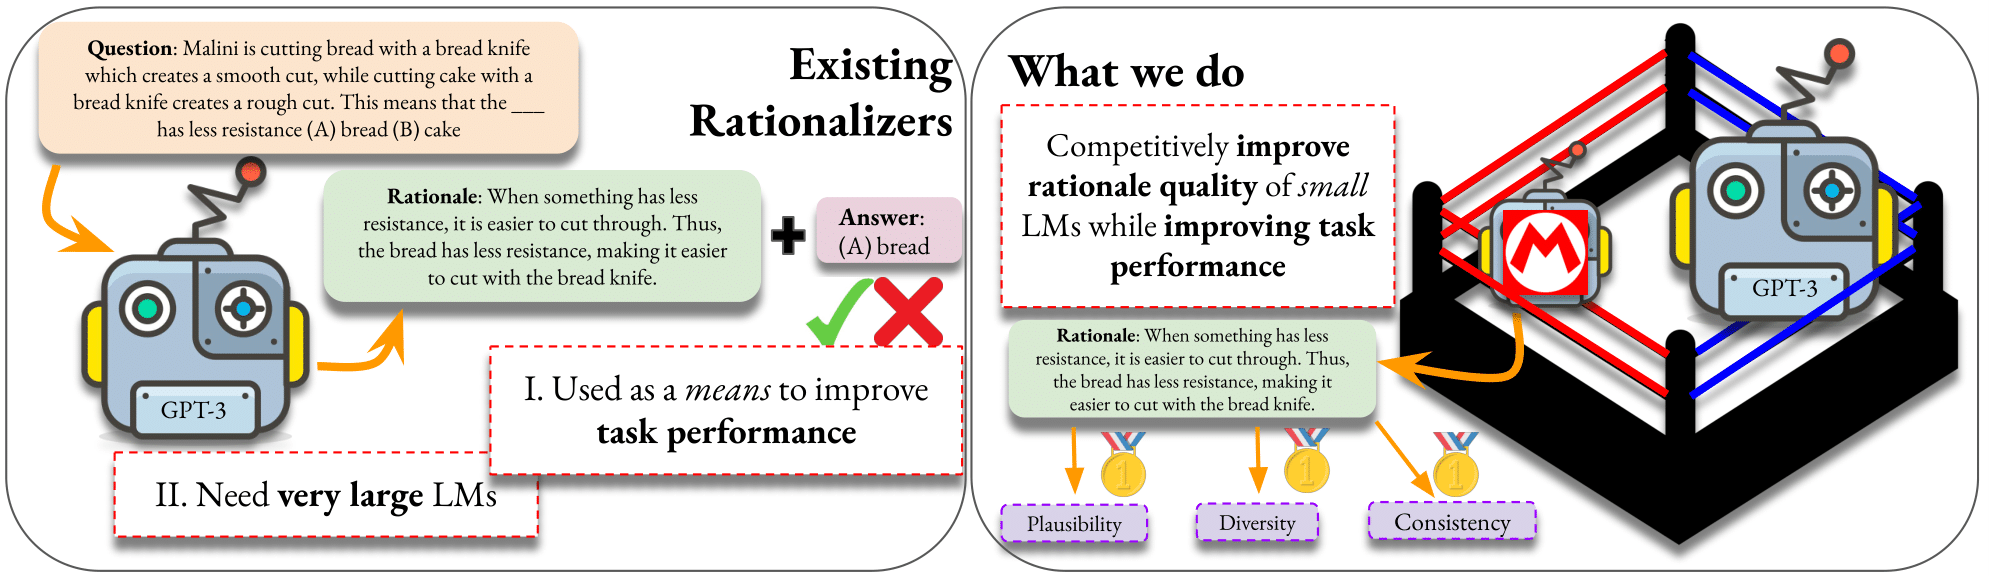 Question: Malini is cutting bread with a bread knife
which creates a smooth cut, while cutting cake with a
bread knife creates a rough cut. This means that the ___
has less resistance (A) bread (B) cake
Existing
Rationalizers
Rationale: When something has less
resistance, it is easier to cut through. Thus,
the bread has less resistance, making it easier
to cut with the bread knife.
Answer:
(A) bread
GPT-3
I. Used as a means to improve
task performance
II. Need very large LMs
What we do
Competitively improve
rationale quality of small
LMs while improving task
performance
M
GPT-3
Rationale: When something has less
resistance, it is easier to cut through. Thus,
the bread has less resistance, making it
easier to cut with the bread knife.
1
1
1
Plausibility
Diversity
Consistency